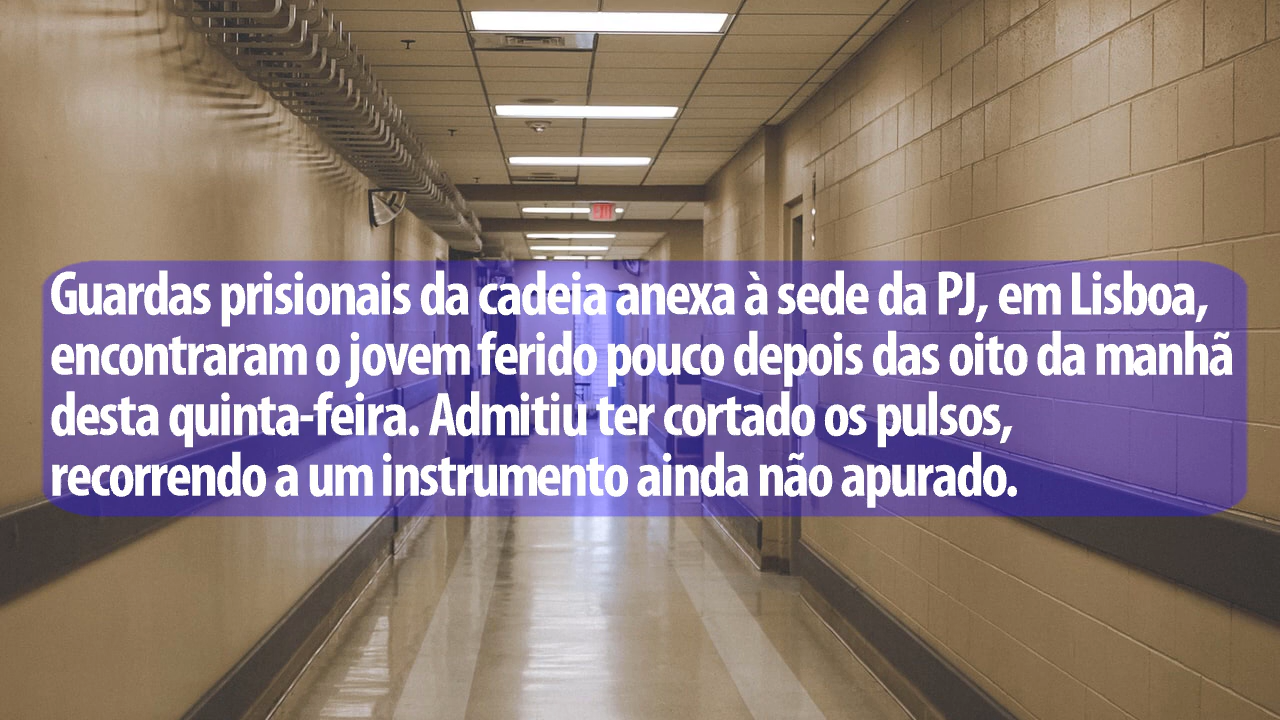 Guardas prisionais da cadeia anexa à sede da PJ, em Lisboa,
encontraram o jovem ferido pouco depois das oito da manhã
desta quinta-feira. Admitiu ter cortado os pulsos,
recorrendo a um instrumento ainda não apurado.